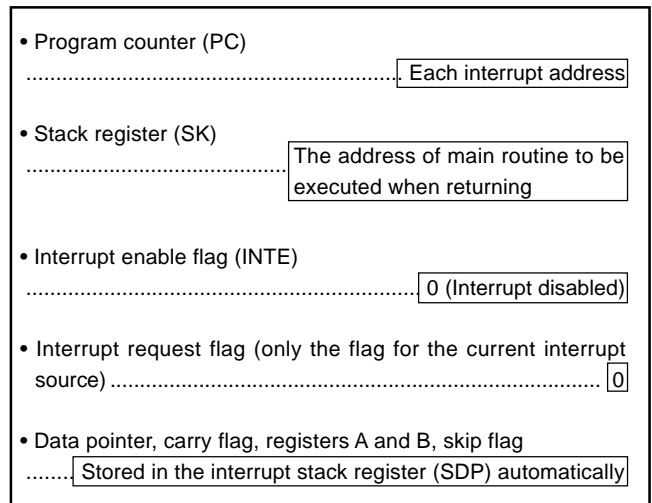 • Program counter (PC)
............................................................. Each interrupt address
• Stack register (SK)
.......................................... The address of main routine to be
executed when returning
• Interrupt enable flag (INTE)
................................................................ 0 (Interrupt disabled)
• Interrupt request flag (only the flag for the current interrupt
source) .................................................................... 0
• Data pointer, carry flag, registers A and B, skip flag
........ Stored in the interrupt stack register (SDP) automatically